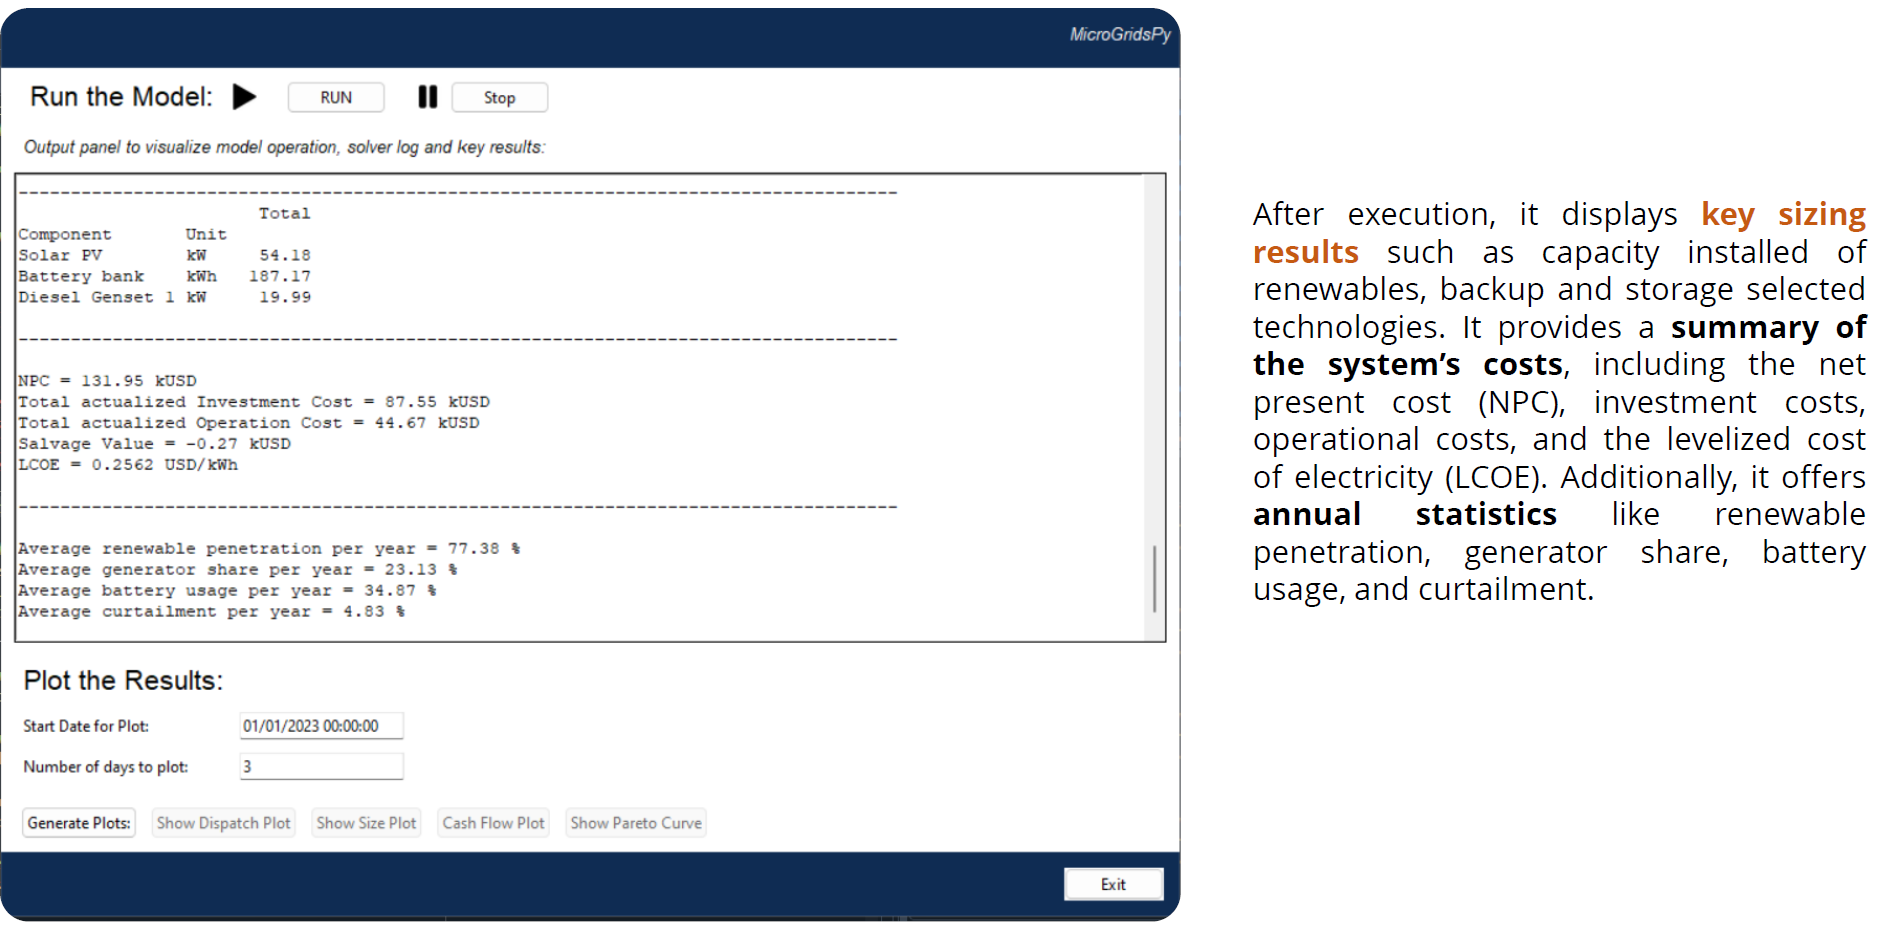 MicroGridsPy
Run the Model: RUN Stop
Output panel to visualize model operation, solver log and key results:
--------------------------------------------------------------------------------------
Total
Component Unit
Solar PV kW 54.18
Battery bank kWh 187.17
Diesel Genset 1 kW 19.99
--------------------------------------------------------------------------------------
NPC = 131.95 kUSD
Total actualized Investment Cost = 87.55 kUSD
Total actualized Operation Cost = 44.67 kUSD
Salvage Value = -0.27 kUSD
LCOE = 0.2562 USD/kWh
--------------------------------------------------------------------------------------
Average renewable penetration per year = 77.38 %
Average generator share per year = 23.13 %
Average battery usage per year = 34.87 %
Average curtailment per year = 4.83 %
Plot the Results:
Start Date for Plot: 01/01/2023 00:00:00
Number of days to plot: 3
Generate Plots: Show Dispatch Plot Show Size Plot Cash Flow Plot Show Pareto Curve
Exit
After execution, it displays key sizing
results such as capacity installed of
renewables, backup and storage selected
technologies. It provides a summary of
the system’s costs, including the net
present cost (NPC), investment costs,
operational costs, and the levelized cost
of electricity (LCOE). Additionally, it offers
annual statistics like renewable
penetration, generator share, battery
usage, and curtailment.